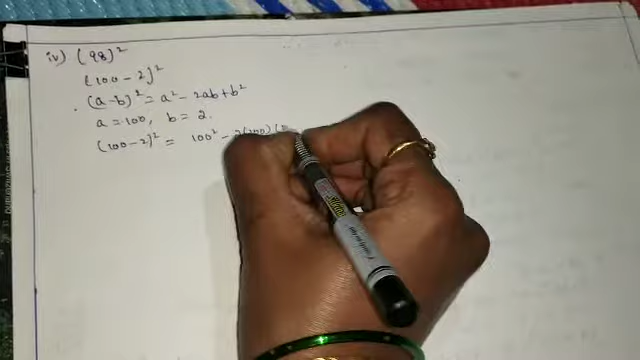 iv) (98)²
(100 - 2)²
(a-b)² = a² - 2ab + b²
a = 100, b = 2.
(100-2)² = 100² - 2(100)(